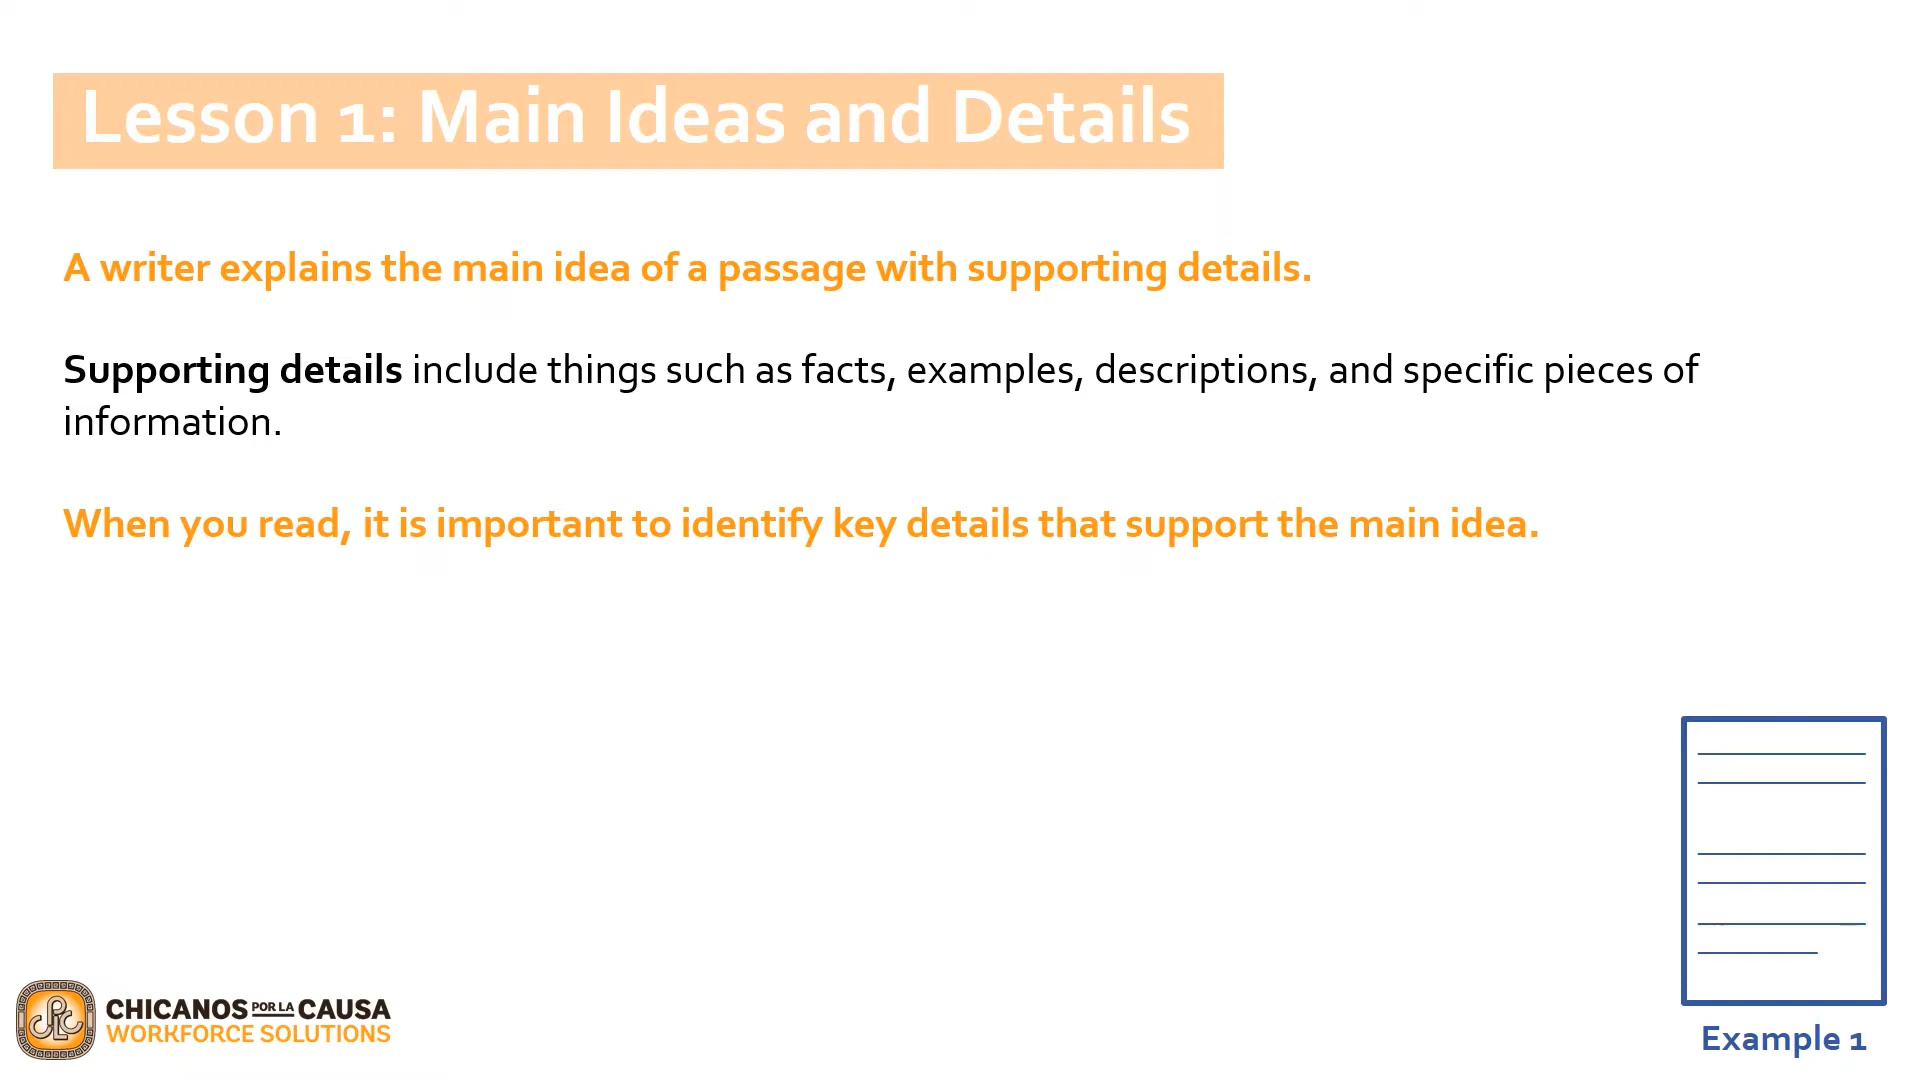 Lesson 1: Main Ideas and Details
A writer explains the main idea of a passage with supporting details.
Supporting details include things such as facts, examples, descriptions, and specific pieces of
information.
When you read, it is important to identify key details that support the main idea.
CPLC
CHICANOS POR LA CAUSA
WORKFORCE SOLUTIONS
Example 1